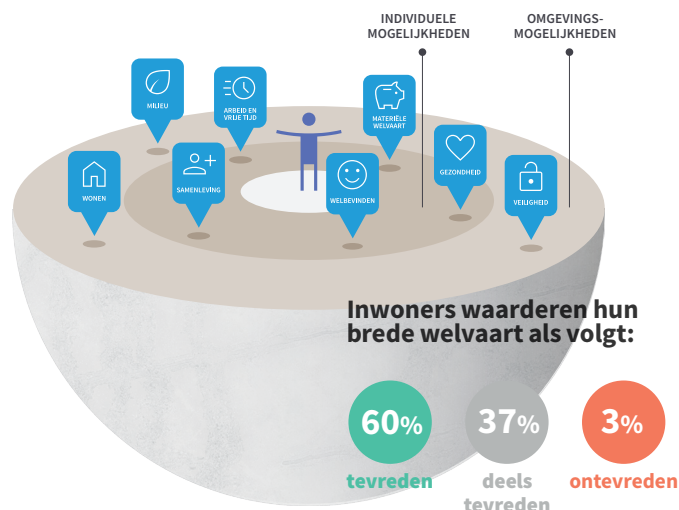 INDIVIDUELE
MOGELIJKHEDEN
OMGEVINGS-
MOGELIJKHEDEN
MILIEU
ARBEID EN
VRIJE TIJD
MATERIËLE
WELVAART
WONEN
SAMENLEVING
WELBEVINDEN
GEZONDHEID
VEILIGHEID
Inwoners waarderen hun
brede welvaart als volgt:
60%
tevreden
37%
deels
tevreden
3%
ontevreden